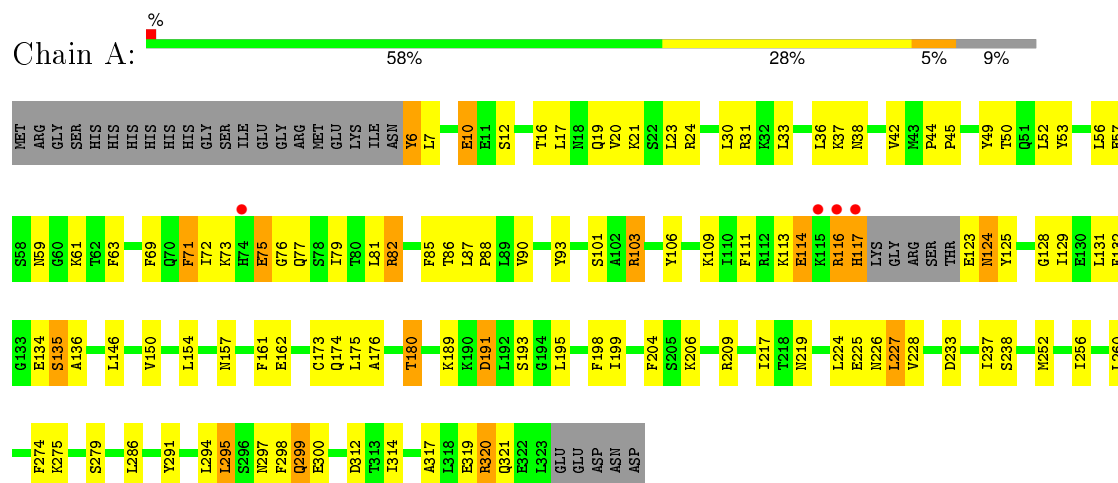 %
Chain A:
58% 28% 5% 9%
MET ARG GLY SER HIS HIS HIS HIS HIS HIS GLY SER ILE GLU GLY ARG MET GLU LYS ILE ASN Y6 L7 E10 E11 S12 T16 L17 N18 Q19 V20 K21 S22 L23 R24 L30 R31 K32 L33 L36 K37 N38 V42 M43 P44 P45 Y49 T50 Q51 L52 Y53 L56 E57
S58 N59 G60 K61 T62 F63 F69 Q70 F71 I72 K73 H74 E75 G76 Q77 S78 I79 T80 L81 R82 F85 T86 L87 P88 L89 V90 Y93 S101 A102 R103 Y106 K109 I110 F111 R112 K113 E114 K115 R116 H117 LYS GLY ARG SER THR E123 N124 Y125 G128 I129 E130 L131 E132
G133 E134 S135 A136 L146 V150 L154 N157 F161 E162 C173 Q174 L175 A176 T180 K189 K190 D191 L192 S193 G194 L195 F198 I199 F204 S205 K206 R209 I217 T218 N219 L224 E225 N226 L227 V228 D233 I237 S238 M252 I256 L260
F274 K275 S279 L286 Y291 L294 L295 S296 N297 F298 Q299 E300 D312 T313 I314 A317 L318 E319 R320 Q321 E322 L323 GLU GLU ASP ASN ASP